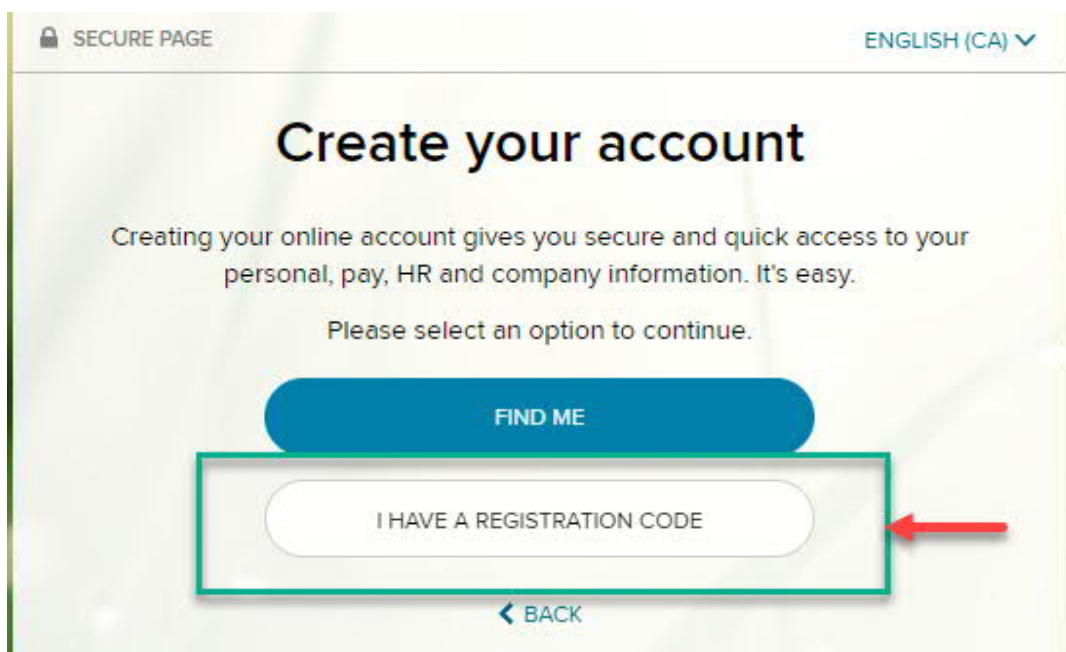 SECURE PAGE
ENGLISH (CA)
Create your account
Creating your online account gives you secure and quick access to your
personal, pay, HR and company information. It's easy.
Please select an option to continue.
FIND ME
I HAVE A REGISTRATION CODE
BACK